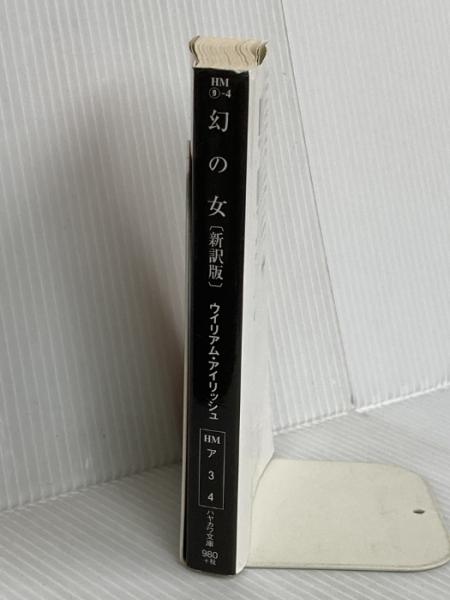 HM
⑨-4
幻の女
〔新訳版〕
ウイリアム・アイリッシュ
HM
ア
3
4
ハヤカワ文庫
980
+税